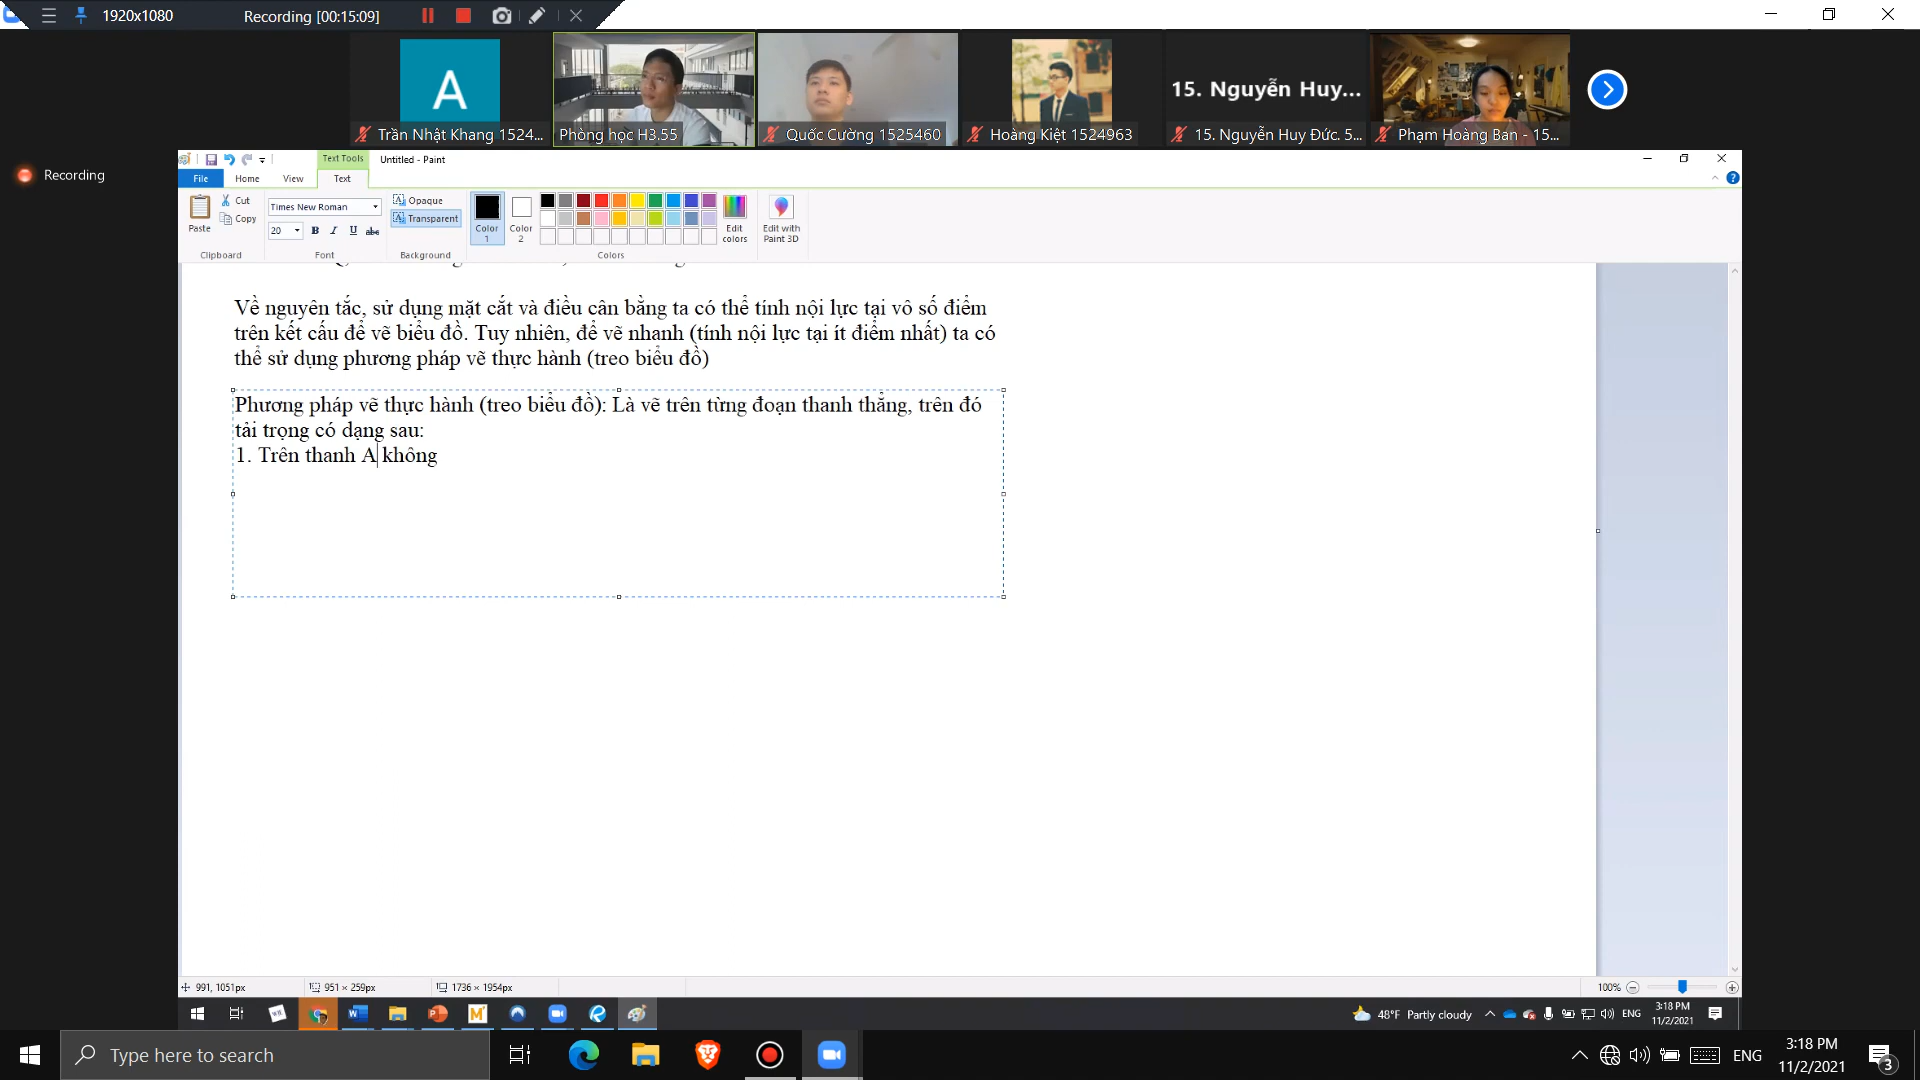 1920x1080
Recording [00:15:09]
A
15. Nguyễn Huy...
Trần Nhật Khang 1524...
Phòng học H3.55
Quốc Cường 1525460
Hoàng Kiệt 1524963
15. Nguyễn Huy Đức. 5...
Phạm Hoàng Ban - 15...
Recording
Text Tools
Untitled - Paint
File
Home
View
Text
Paste
Cut
Copy
Clipboard
Times New Roman
20
B I U abc
Font
Opaque
Transparent
Background
Color 1
Color 2
Colors
Edit colors
Edit with Paint 3D
Về nguyên tắc, sử dụng mặt cắt và điều cân bằng ta có thể tính nội lực tại vô số điểm
trên kết cấu để vẽ biểu đồ. Tuy nhiên, để vẽ nhanh (tính nội lực tại ít điểm nhất) ta có
thể sử dụng phương pháp vẽ thực hành (treo biểu đồ)
Phương pháp vẽ thực hành (treo biểu đồ): Là vẽ trên từng đoạn thanh thẳng, trên đó
tải trọng có dạng sau:
1. Trên thanh A không
991, 1051px
951 × 259px
1736 × 1954px
100%
48°F Partly cloudy
ENG
3:18 PM
11/2/2021
Type here to search
ENG
3:18 PM
11/2/2021
3